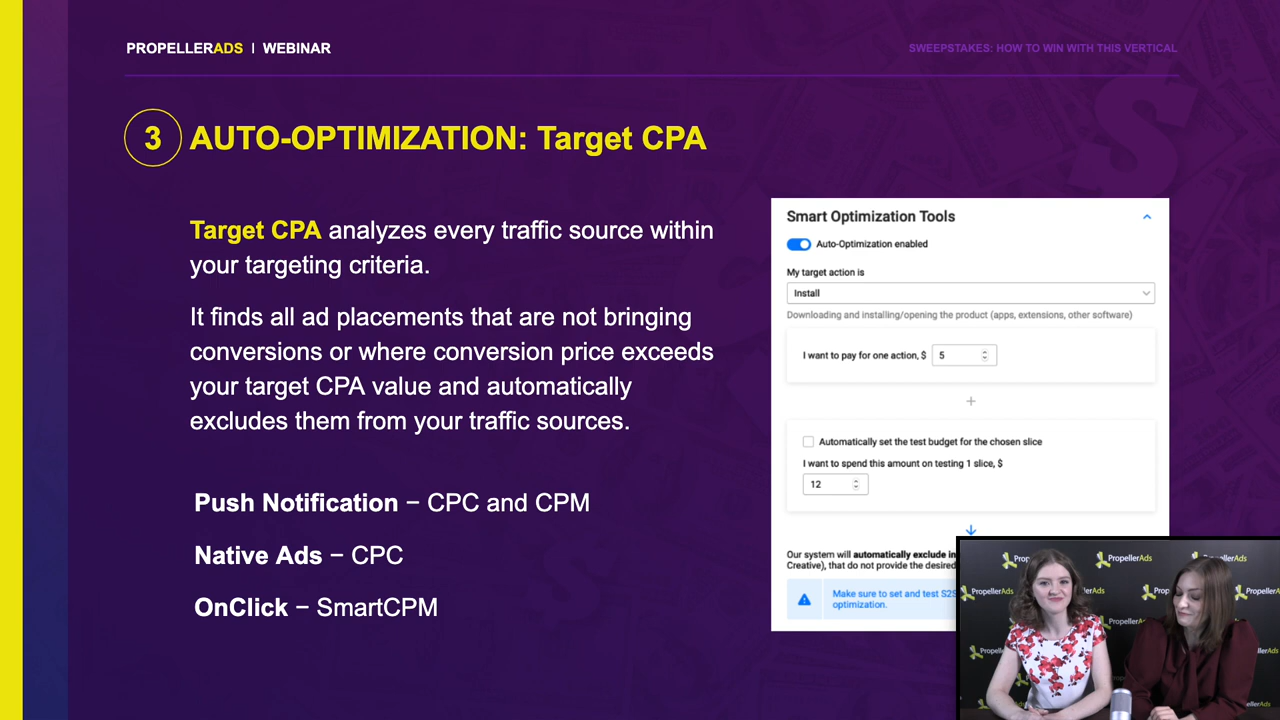 PROPELLERADS | WEBINAR
SWEEPSTAKES: HOW TO WIN WITH THIS VERTICAL
3 AUTO-OPTIMIZATION: Target CPA
Target CPA analyzes every traffic source within
your targeting criteria.
It finds all ad placements that are not bringing
conversions or where conversion price exceeds
your target CPA value and automatically
excludes them from your traffic sources.
Push Notification – CPC and CPM
Native Ads – CPC
OnClick – SmartCPM
Smart Optimization Tools
Auto-Optimization enabled
My target action is
Install
Downloading and installing/opening the product (apps, extensions, other software)
I want to pay for one action, $ 5
+
Automatically set the test budget for the chosen slice
I want to spend this amount on testing 1 slice, $
12
Our system will automatically exclude in
Creative), that do not provide the desired
Make sure to set and test S2S
optimization.
PropellerAds
PropellerAds
PropellerAds